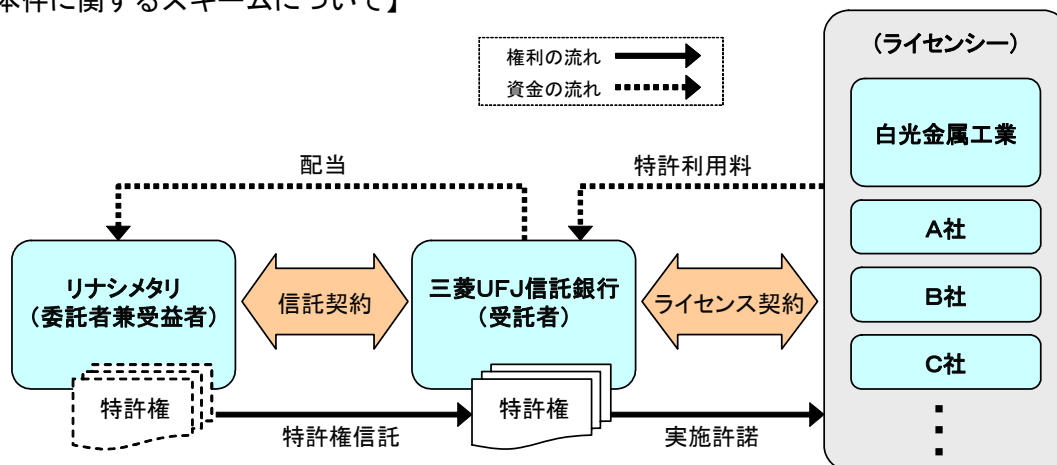 本件に関するスキームについて】
権利の流れ
資金の流れ
(ライセンシー)
白光金属工業
A社
B社
C社
配当
特許利用料
リナシメタリ
(委託者兼受益者)
信託契約
三菱UFJ信託銀行
(受託者)
ライセンス契約
特許権
特許権
特許権信託
実施許諾